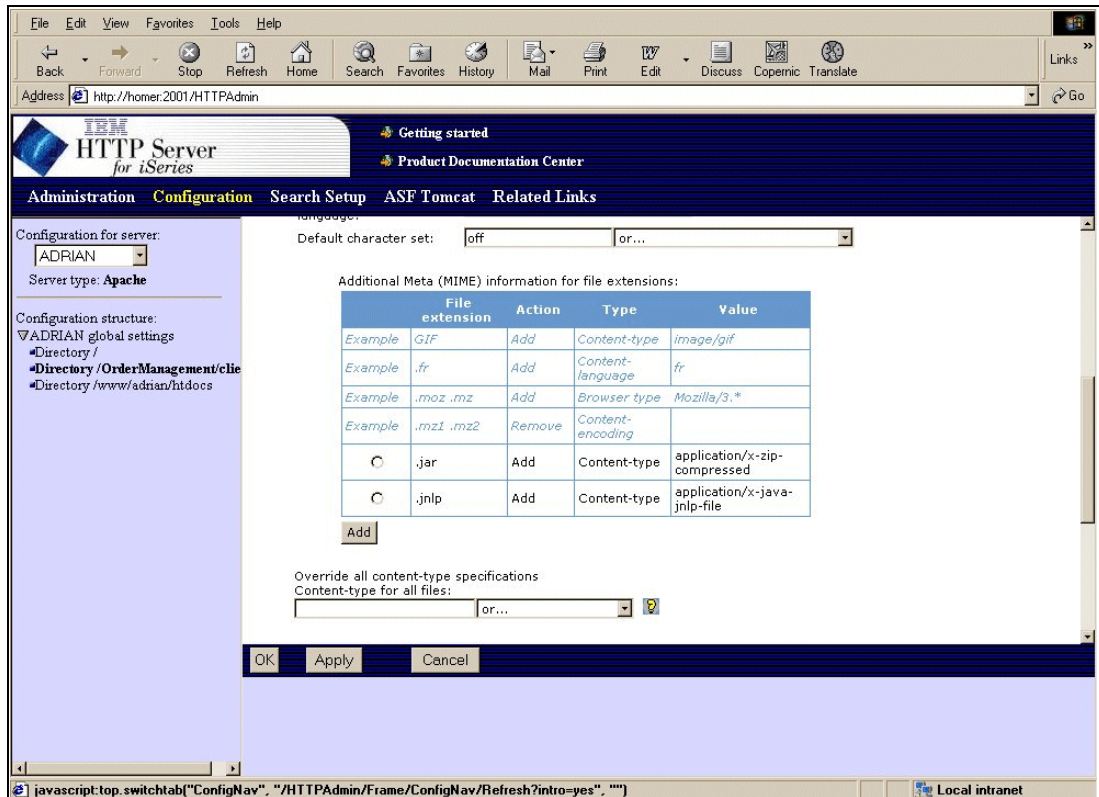 File Edit View Favorites Tools Help
Back Forward Stop Refresh Home Search Favorites History Mail Print Edit Discuss Copernic Translate Links »
Address http://homer:2001/HTTPAdmin Go
IBM
HTTP Server
for iSeries
Getting started
Product Documentation Center
Administration Configuration Search Setup ASF Tomcat Related Links
Configuration for server:
ADRIAN
Server type: Apache
Configuration structure:
ADRIAN global settings
Directory /
Directory /OrderManagement/clie
Directory /www/adrian/htdocs
language:
Default character set: off or...
Additional Meta (MIME) information for file extensions:
File extension Action Type Value
Example GIF Add Content-type image/gif
Example .fr Add Content-language fr
Example .moz .mz Add Browser type Mozilla/3.*
Example .mz1 .mz2 Remove Content-encoding
.jar Add Content-type application/x-zip-compressed
.jnlp Add Content-type application/x-java-jnlp-file
Add
Override all content-type specifications
Content-type for all files:
or...
OK Apply Cancel
javascript:top.switchtab("ConfigNav", "/HTTPAdmin/Frame/ConfigNav/Refresh?intro=yes", "") Local intranet